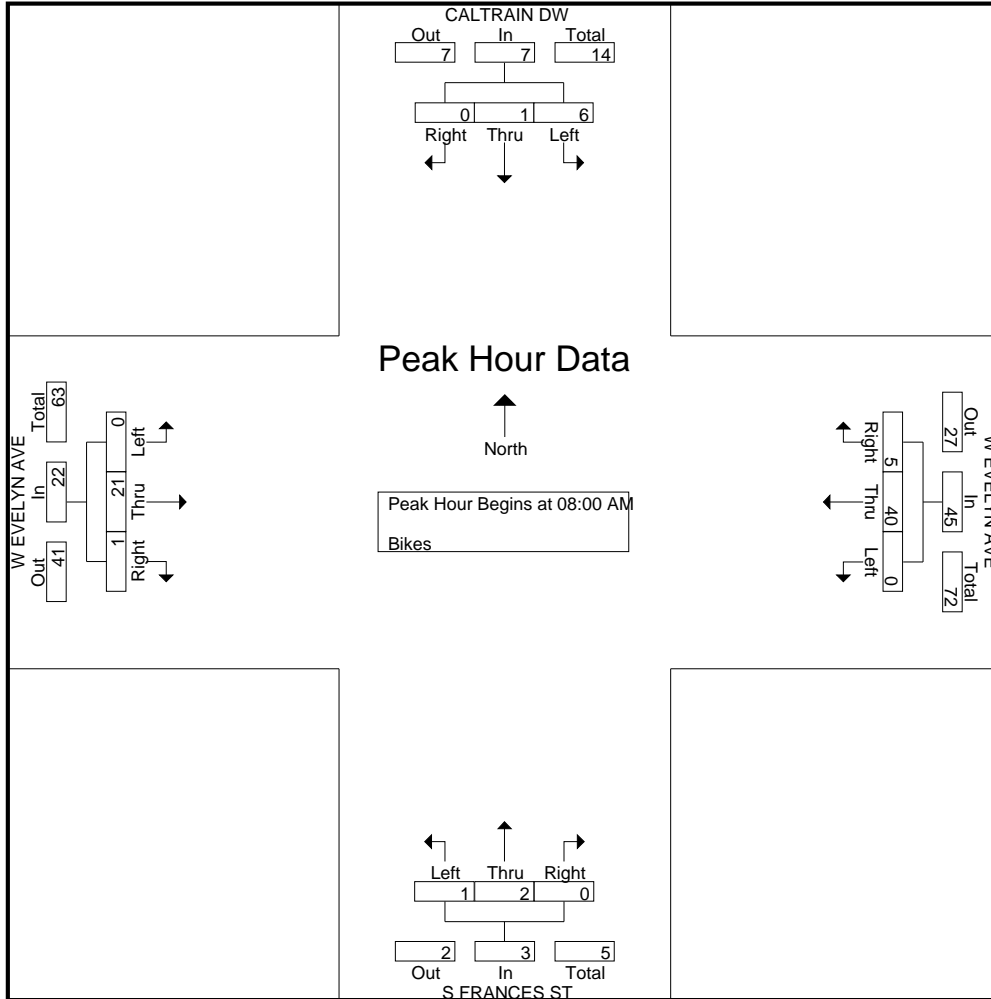 CALTRAIN DW
Out In Total
7 7 14
0 1 6
Right Thru Left
Peak Hour Data
North
Peak Hour Begins at 08:00 AM
Bikes
W EVELYN AVE
Total In Out
63 22 41
0 21 1
Left Thru Right
W EVELYN AVE
Out In Total
27 45 72
5 40 0
Right Thru Left
Left Thru Right
1 2 0
2 3 5
Out In Total
S FRANCES ST